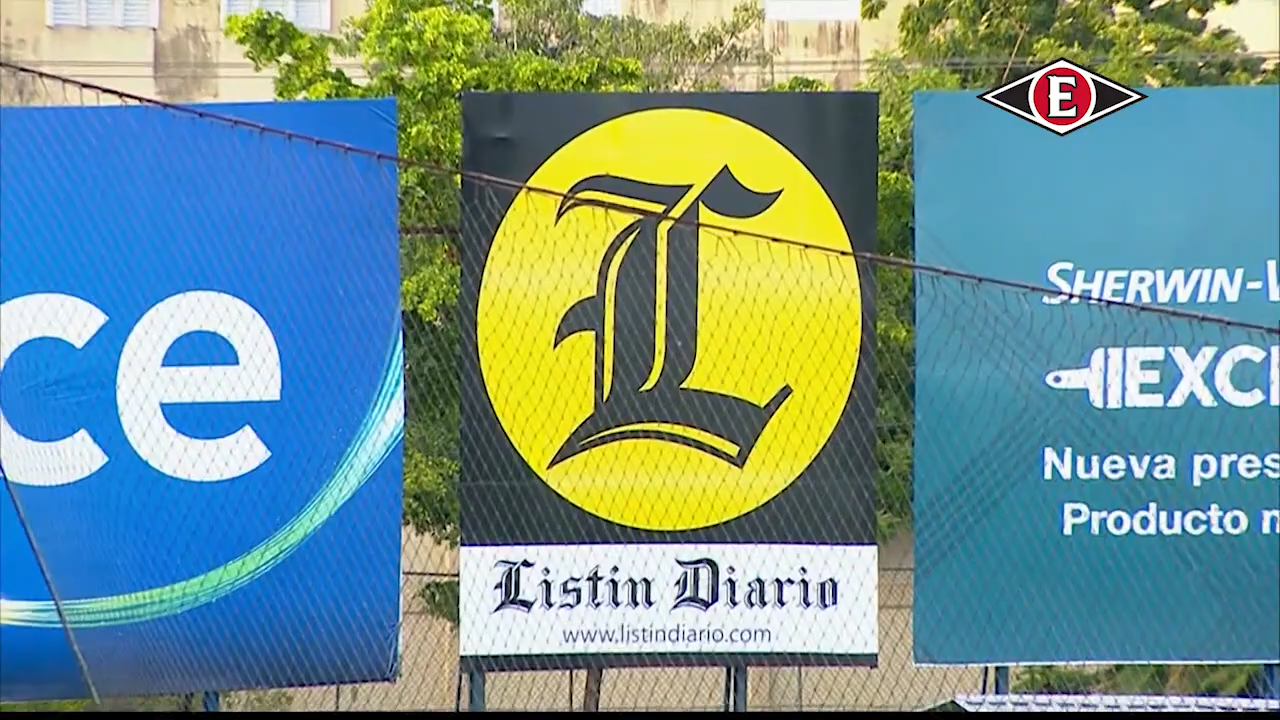 ce
L
Listin Diario
www.listindiario.com
E
SHERWIN-
EXC
Nueva pres
Producto